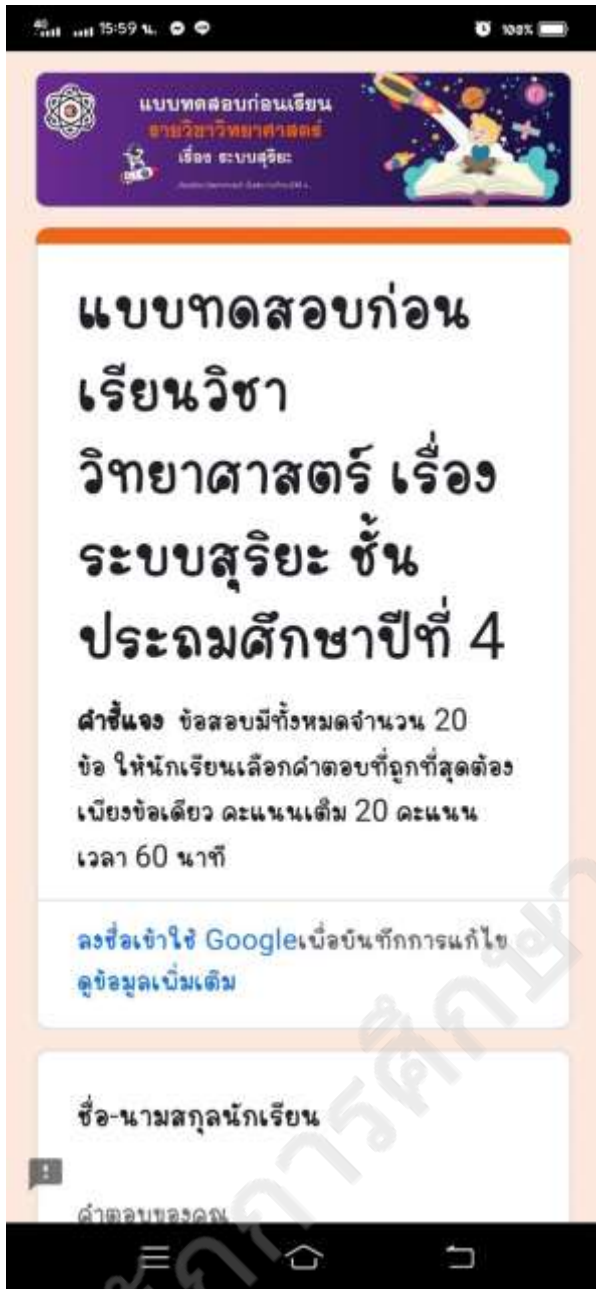 4G 15:59 น. 100%
แบบทดสอบก่อนเรียน
รายวิชาวิทยาศาสตร์
เรื่อง ระบบสุริยะ
แบบทดสอบก่อน
เรียนวิชา
วิทยาศาสตร์ เรื่อง
ระบบสุริยะ ชั้น
ประถมศึกษาปีที่ 4
คำชี้แจง ข้อสอบมีทั้งหมดจำนวน 20
ข้อ ให้นักเรียนเลือกคำตอบที่ถูกที่สุดต้อง
เพียงข้อเดียว คะแนนเต็ม 20 คะแนน
เวลา 60 นาที
ลงชื่อเข้าใช้ Googleเพื่อบันทึกการแก้ไข
ดูข้อมูลเพิ่มเติม
ชื่อ-นามสกุลนักเรียน
คำตอบของคุณ